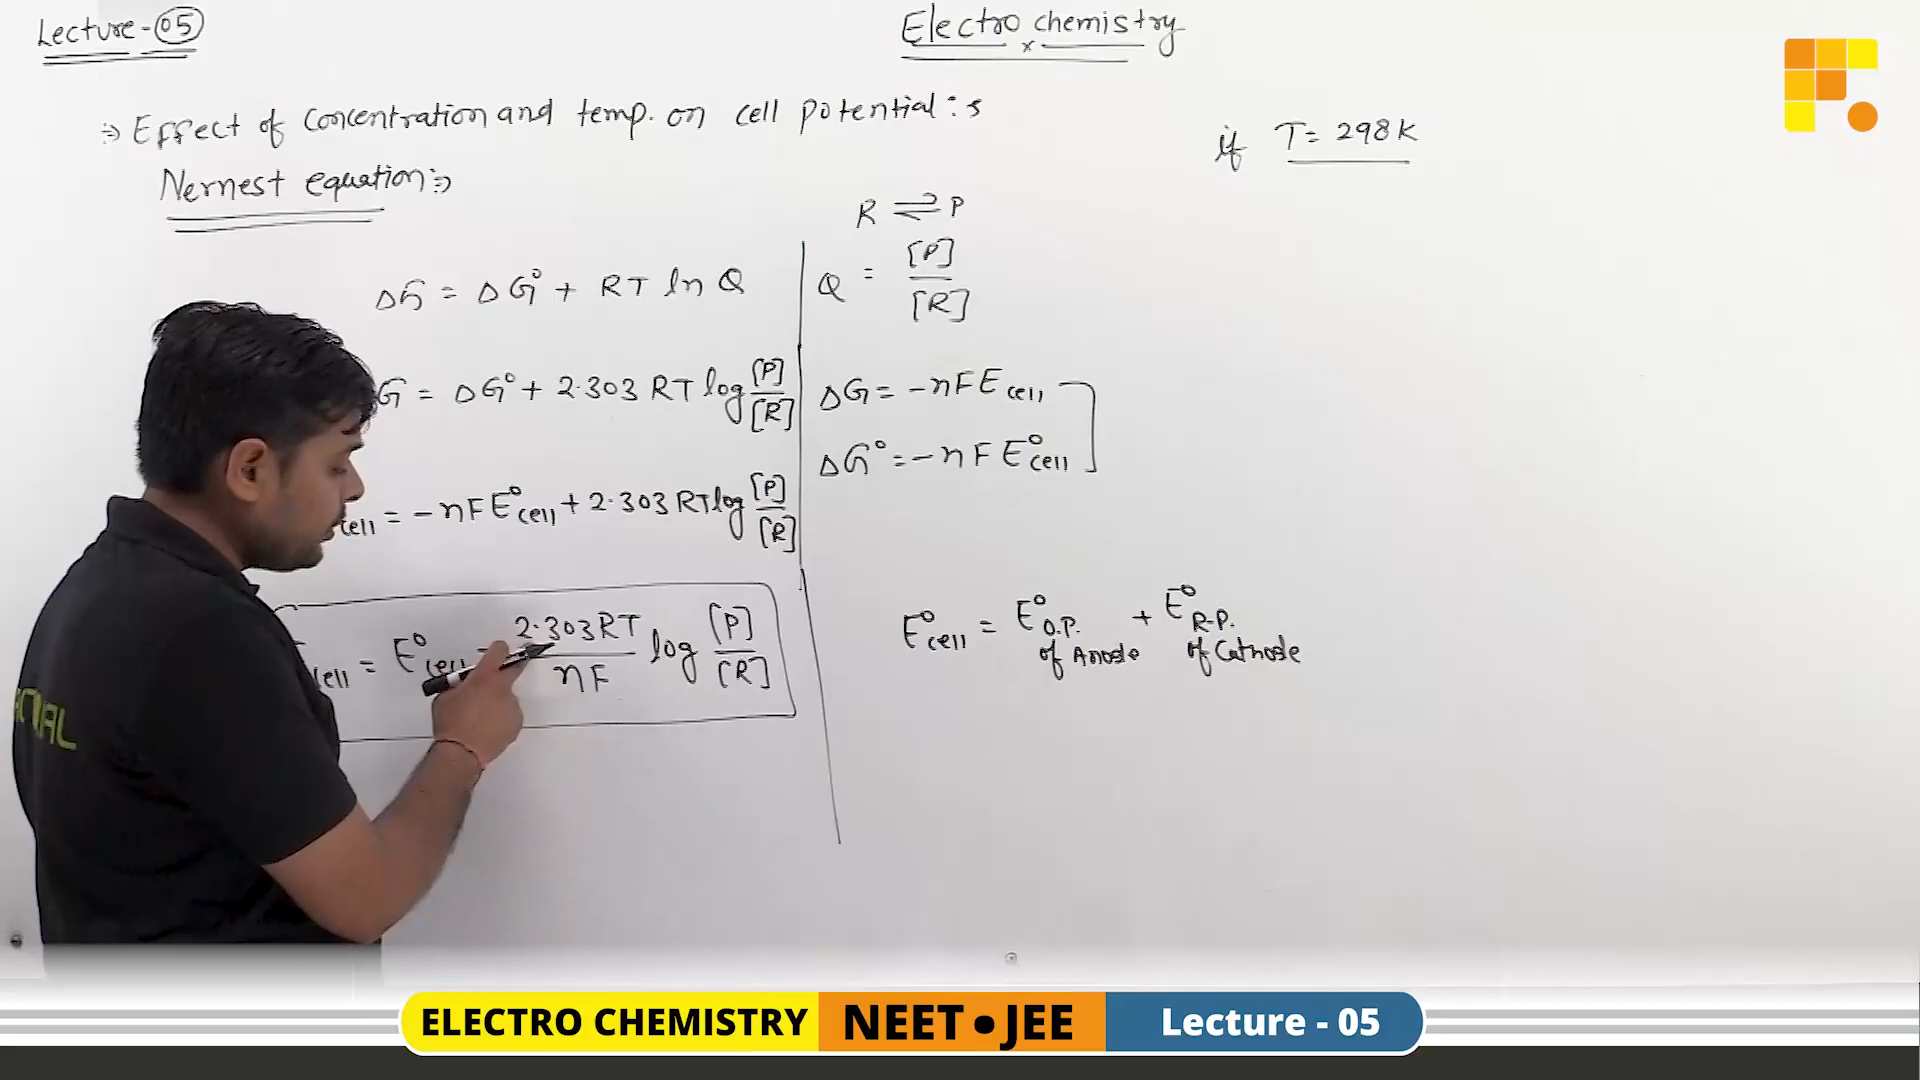 Lecture-05
Electro chemistry
⇒ Effect of Concentration and temp. on cell potential:⇒
Nernest equation:⇒
if T= 298K
R ⇌ P
Q = [P]/[R]
ΔG = ΔG° + RT ln Q
G = ΔG° + 2.303 RT log [P]/[R]
ΔG = -nFE cell
ΔG° = -nFE° cell
cell = -nFE° cell + 2.303 RT log [P]/[R]
cell = E° cell - 2.303RT/nF log [P]/[R]
E° cell = E° O.P. of Anode + E° R.P. of Cathode
ELECTRO CHEMISTRY NEET•JEE Lecture - 05